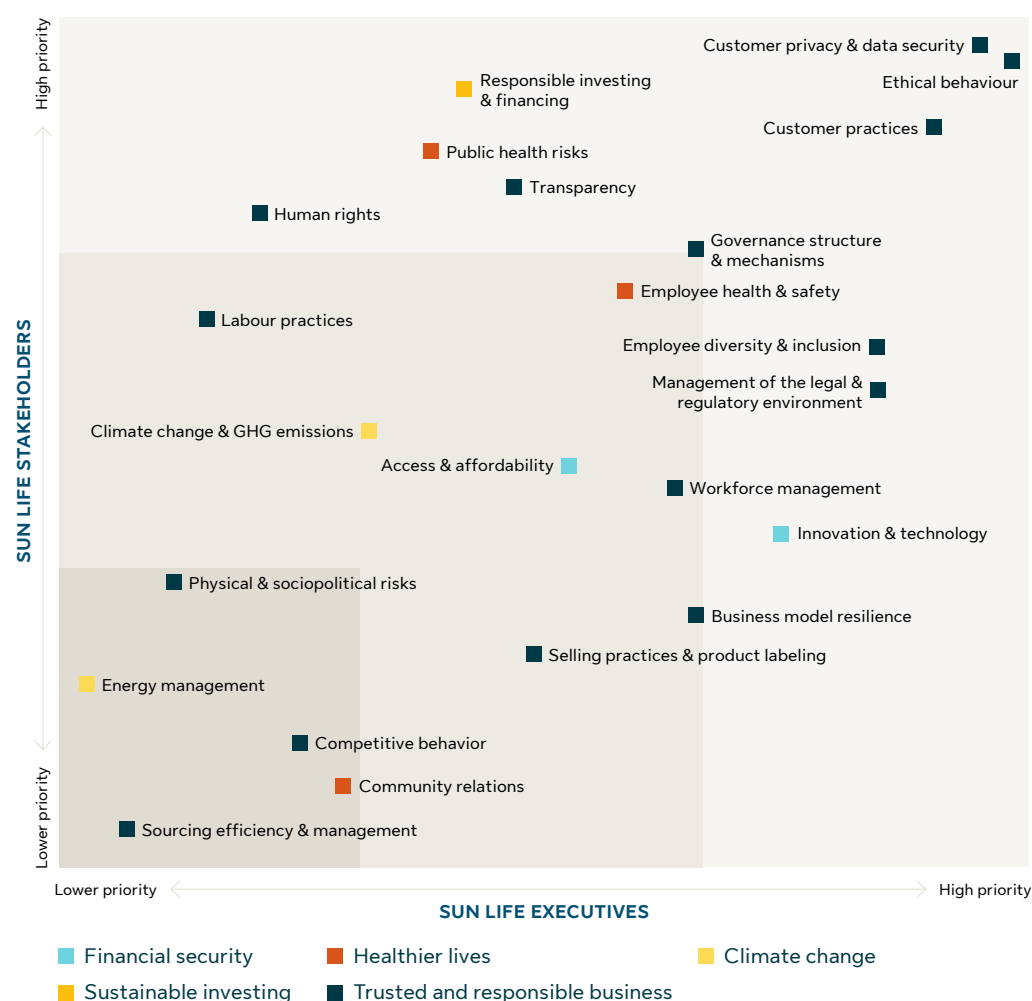 High priority
Customer privacy & data security
Ethical behaviour
Responsible investing
& financing
Customer practices
Public health risks
Transparency
Human rights
Governance structure
& mechanisms
Employee health & safety
Labour practices
Employee diversity & inclusion
Management of the legal &
regulatory environment
Climate change & GHG emissions
Access & affordability
Workforce management
Innovation & technology
SUN LIFE STAKEHOLDERS
Physical & sociopolitical risks
Business model resilience
Selling practices & product labeling
Energy management
Competitive behavior
Community relations
Sourcing efficiency & management
Lower priority
Lower priority
High priority
SUN LIFE EXECUTIVES
Financial security
Healthier lives
Climate change
Sustainable investing
Trusted and responsible business